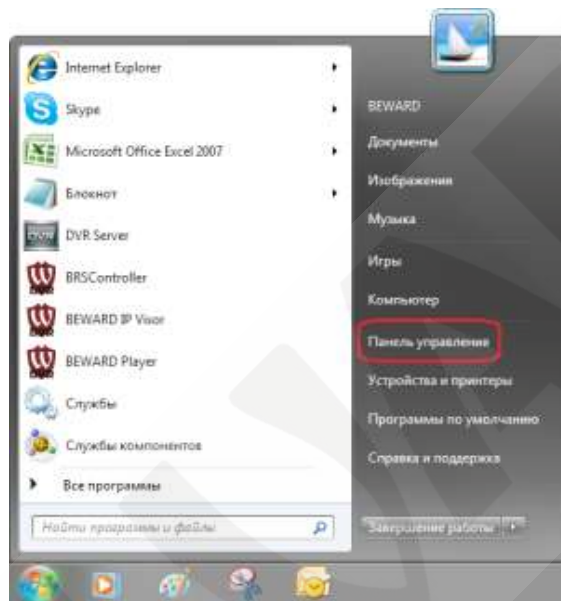 Internet Explorer
Skype
Microsoft Office Excel 2007
Блокнот
DVR Server
BRSController
BEWARD IP Visor
BEWARD Player
Службы
Службы компонентов
Все программы
Найти программы и файлы
BEWARD
Документы
Изображения
Музыка
Игры
Компьютер
Панель управления
Устройства и принтеры
Программы по умолчанию
Справка и поддержка
Завершение работы